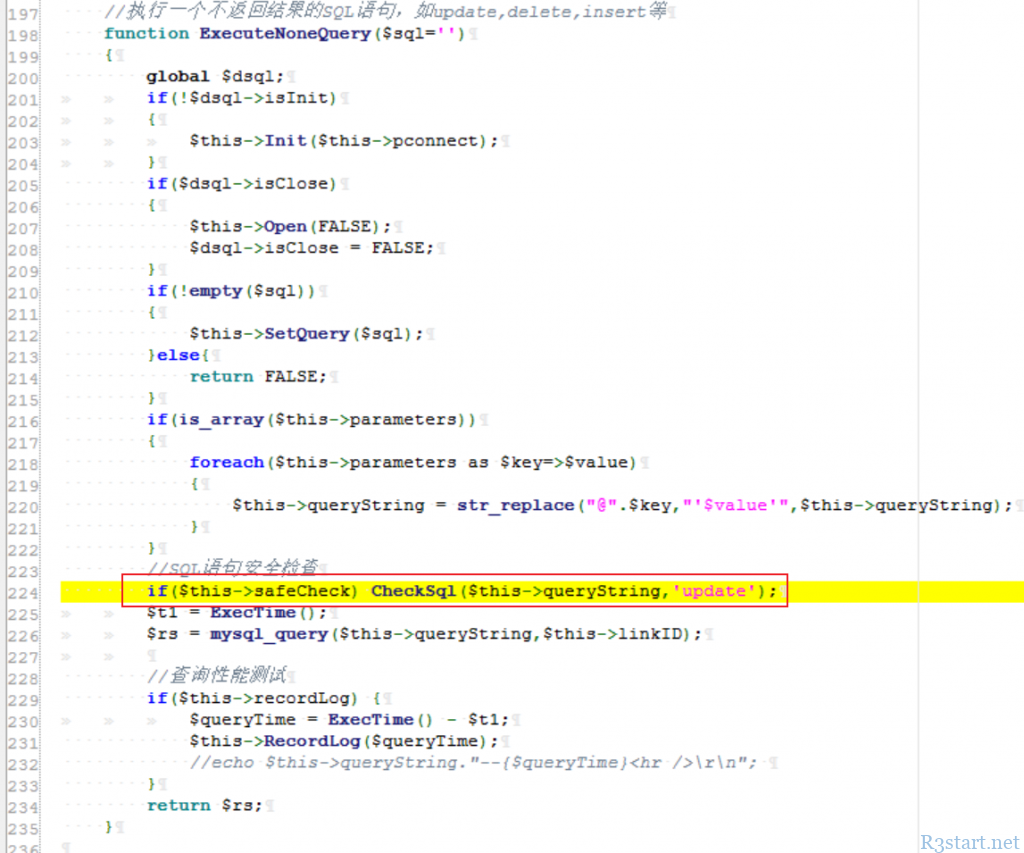 197 //执行一个不返回结果的SQL语句，如update,delete,insert等
198 function ExecuteNoneQuery($sql='')
199 {
200 global $dsql;
201 if(!$dsql->isInit)
202 {
203 $this->Init($this->pconnect);
204 }
205 if($dsql->isClose)
206 {
207 $this->Open(FALSE);
208 $dsql->isClose = FALSE;
209 }
210 if(!empty($sql))
211 {
212 $this->SetQuery($sql);
213 }else{
214 return FALSE;
215 }
216 if(is_array($this->parameters))
217 {
218 foreach($this->parameters as $key=>$value)
219 {
220 $this->queryString = str_replace("@".$key,"'$value'",$this->queryString);
221 }
222 }
223 //SQL语句安全检查
224 if($this->safeCheck) CheckSql($this->queryString,'update');
225 $t1 = ExecTime();
226 $rs = mysql_query($this->queryString,$this->linkID);
227
228 //查询性能测试
229 if($this->recordLog) {
230 $queryTime = ExecTime() - $t1;
231 $this->RecordLog($queryTime);
232 //echo $this->queryString."--{$queryTime}<hr />\r\n";
233 }
234 return $rs;
235 }
236
R3start.net